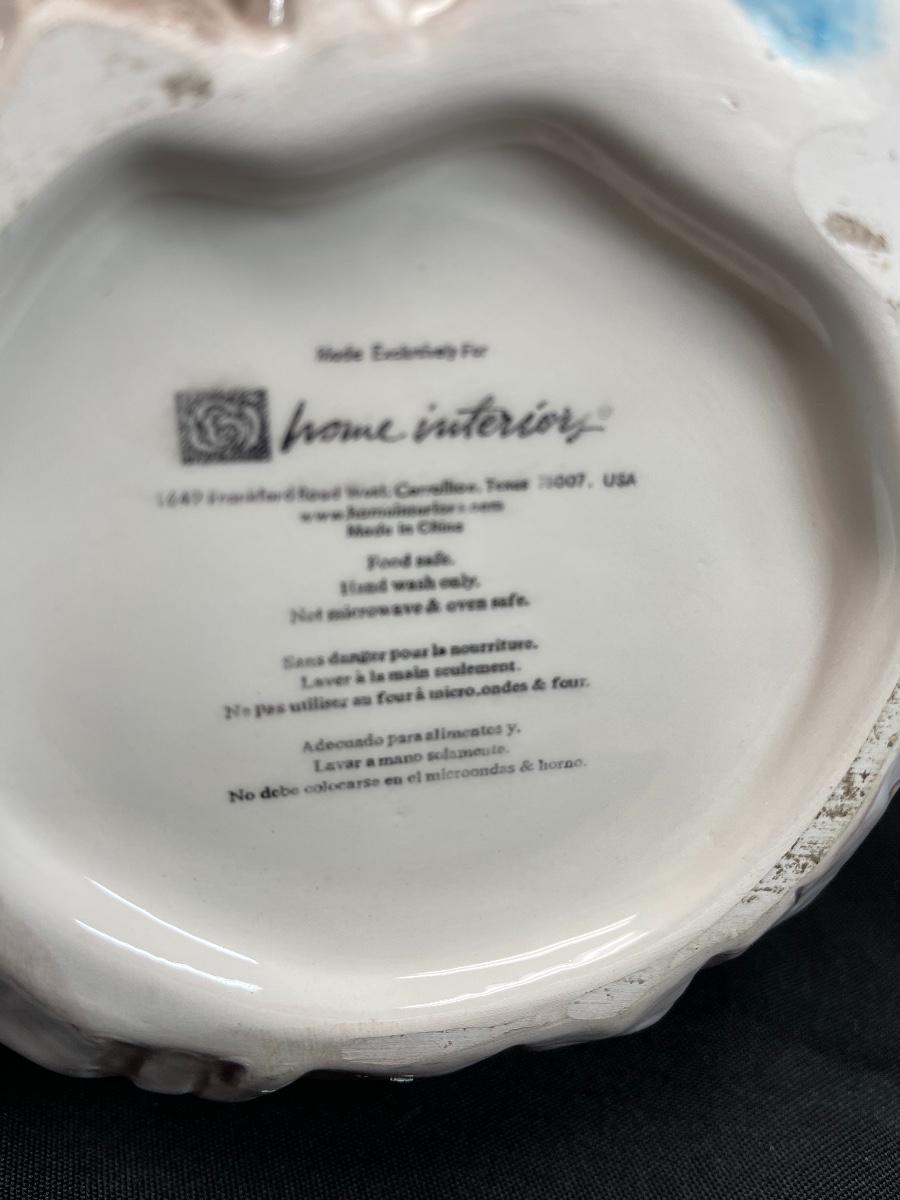 Made Exclusively For
home interiors®
1649 Frankford Road West, Carrollton, Texas 75007, USA
www.homeinteriors.com
Made in China
Food safe.
Hand wash only.
Not microwave & oven safe.
Sans danger pour la nourriture.
Laver à la main seulement.
Ne pas utiliser au four à micro.ondes & four.
Adecuado para alimentos y.
Lavar a mano solamente.
No debe colocarse en el microondas & horno.